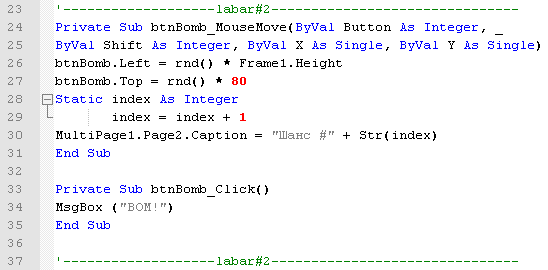 23 '--------------------labar#2--------------------------------
24 Private Sub btnBomb_MouseMove(ByVal Button As Integer, _
25 ByVal Shift As Integer, ByVal X As Single, ByVal Y As Single)
26 btnBomb.Left = rnd() * Frame1.Height
27 btnBomb.Top = rnd() * 80
28 Static index As Integer
29 index = index + 1
30 MultiPage1.Page2.Caption = "Шанс #" + Str(index)
31 End Sub
32
33 Private Sub btnBomb_Click()
34 MsgBox ("BOM!")
35 End Sub
36
37 '--------------------labar#2--------------------------------